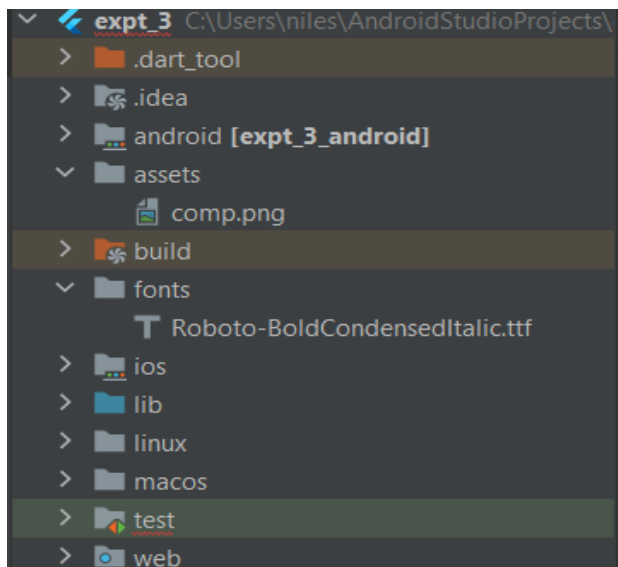 expt_3 C:\Users\niles\AndroidStudioProjects\
.dart_tool
.idea
android [expt_3_android]
assets
comp.png
build
fonts
Roboto-BoldCondensedItalic.ttf
ios
lib
linux
macos
test
web